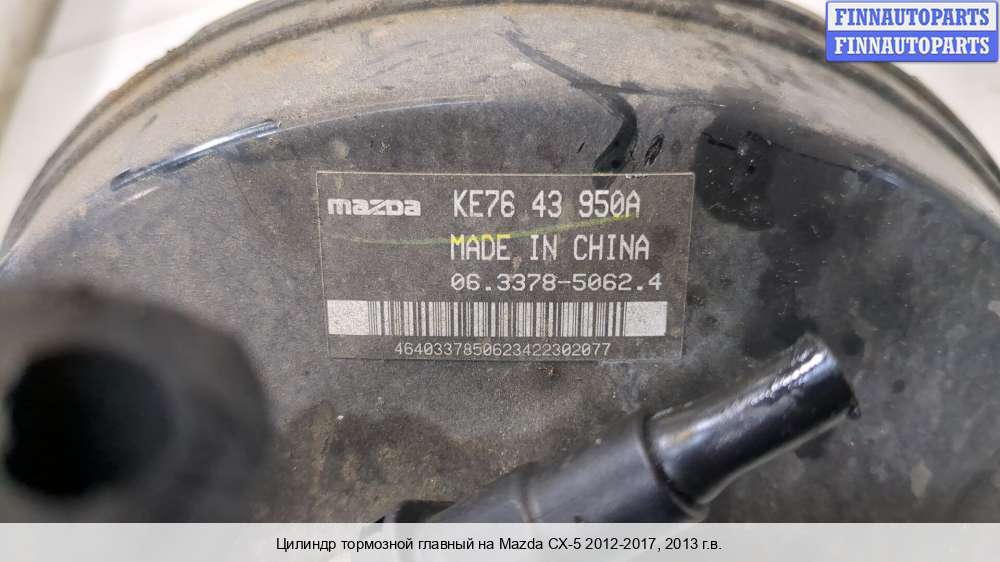 FINNAUTOPARTS
FINNAUTOPARTS
mazda KE76 43 950A
MADE IN CHINA
06.3378-5062.4
4640337850623422302077
Цилиндр тормозной главный на Mazda CX-5 2012-2017, 2013 г.в.